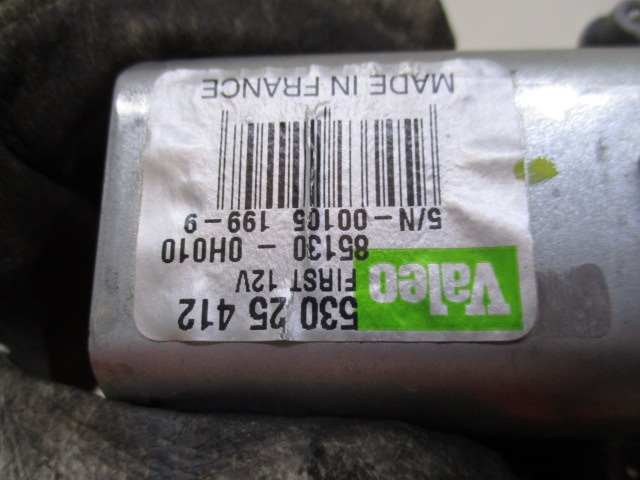 Valeo
530 25 412
FIRST 12V
85130 - 0H010
S/N - 00105 199 - 9
MADE IN FRANCE